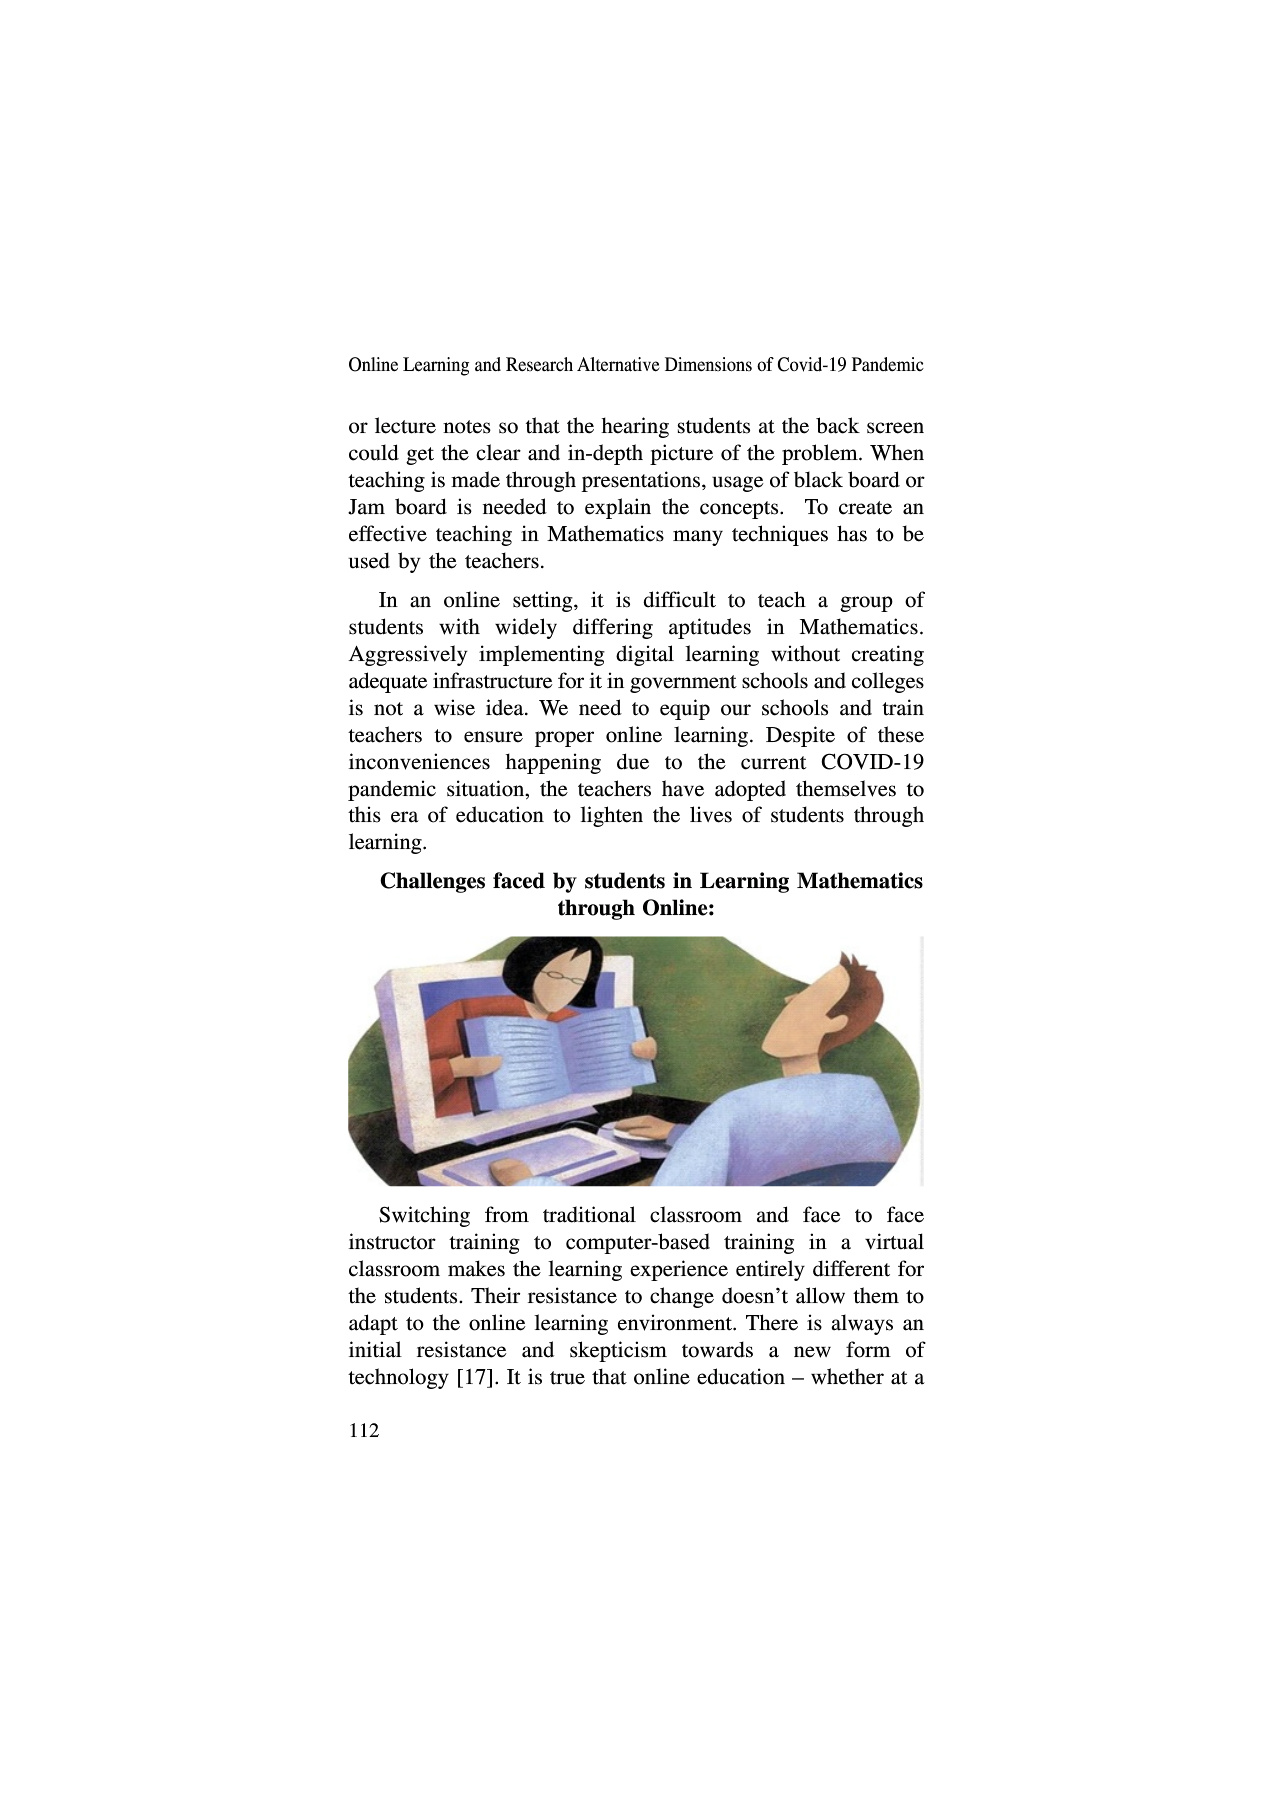 Online Learning and Research Alternative Dimensions of Covid-19 Pandemic
or lecture notes so that the hearing students at the back screen
could get the clear and in-depth picture of the problem. When
teaching is made through presentations, usage of black board or
Jam board is needed to explain the concepts. To create an
effective teaching in Mathematics many techniques has to be
used by the teachers.
In an online setting, it is difficult to teach a group of
students with widely differing aptitudes in Mathematics.
Aggressively implementing digital learning without creating
adequate infrastructure for it in government schools and colleges
is not a wise idea. We need to equip our schools and train
teachers to ensure proper online learning. Despite of these
inconveniences happening due to the current COVID-19
pandemic situation, the teachers have adopted themselves to
this era of education to lighten the lives of students through
learning.
Challenges faced by students in Learning Mathematics
through Online:
Switching from traditional classroom and face to face
instructor training to computer-based training in a virtual
classroom makes the learning experience entirely different for
the students. Their resistance to change doesn’t allow them to
adapt to the online learning environment. There is always an
initial resistance and skepticism towards a new form of
technology [17]. It is true that online education – whether at a
112